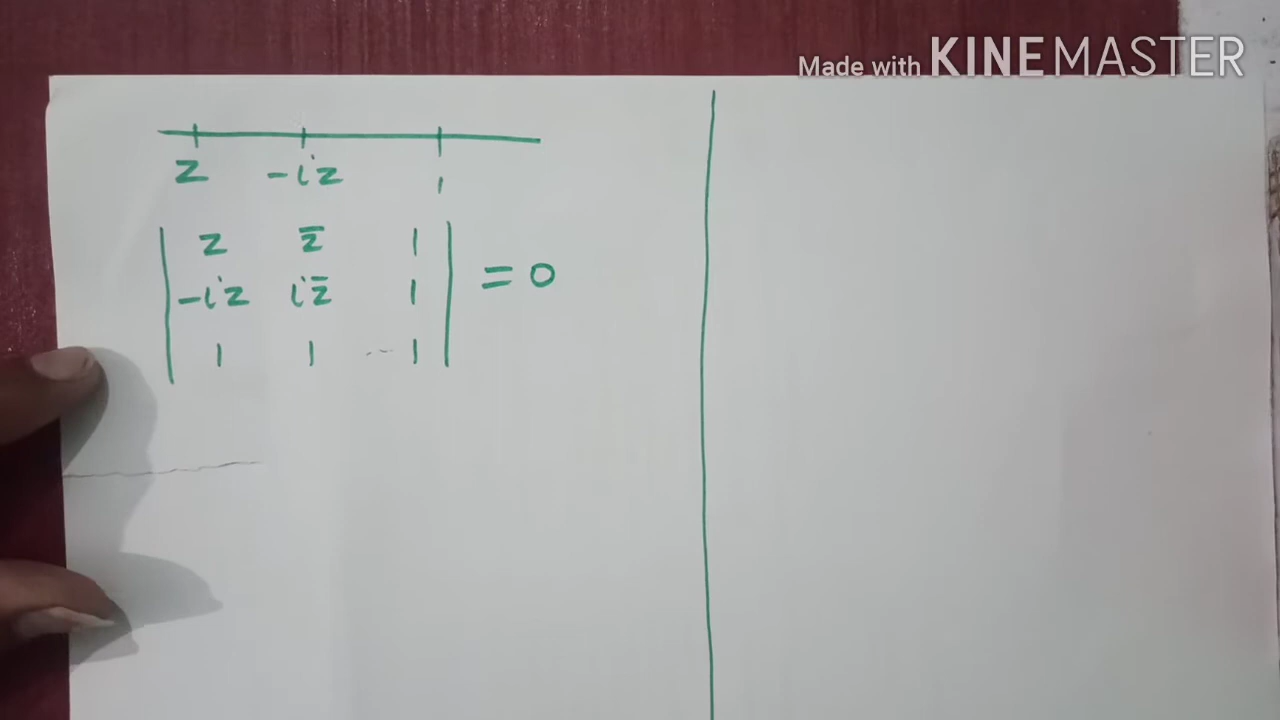 Made with KINEMASTER
z -iz 1
z z̄ 1
-iz iz̄ 1 = 0
1 1 1